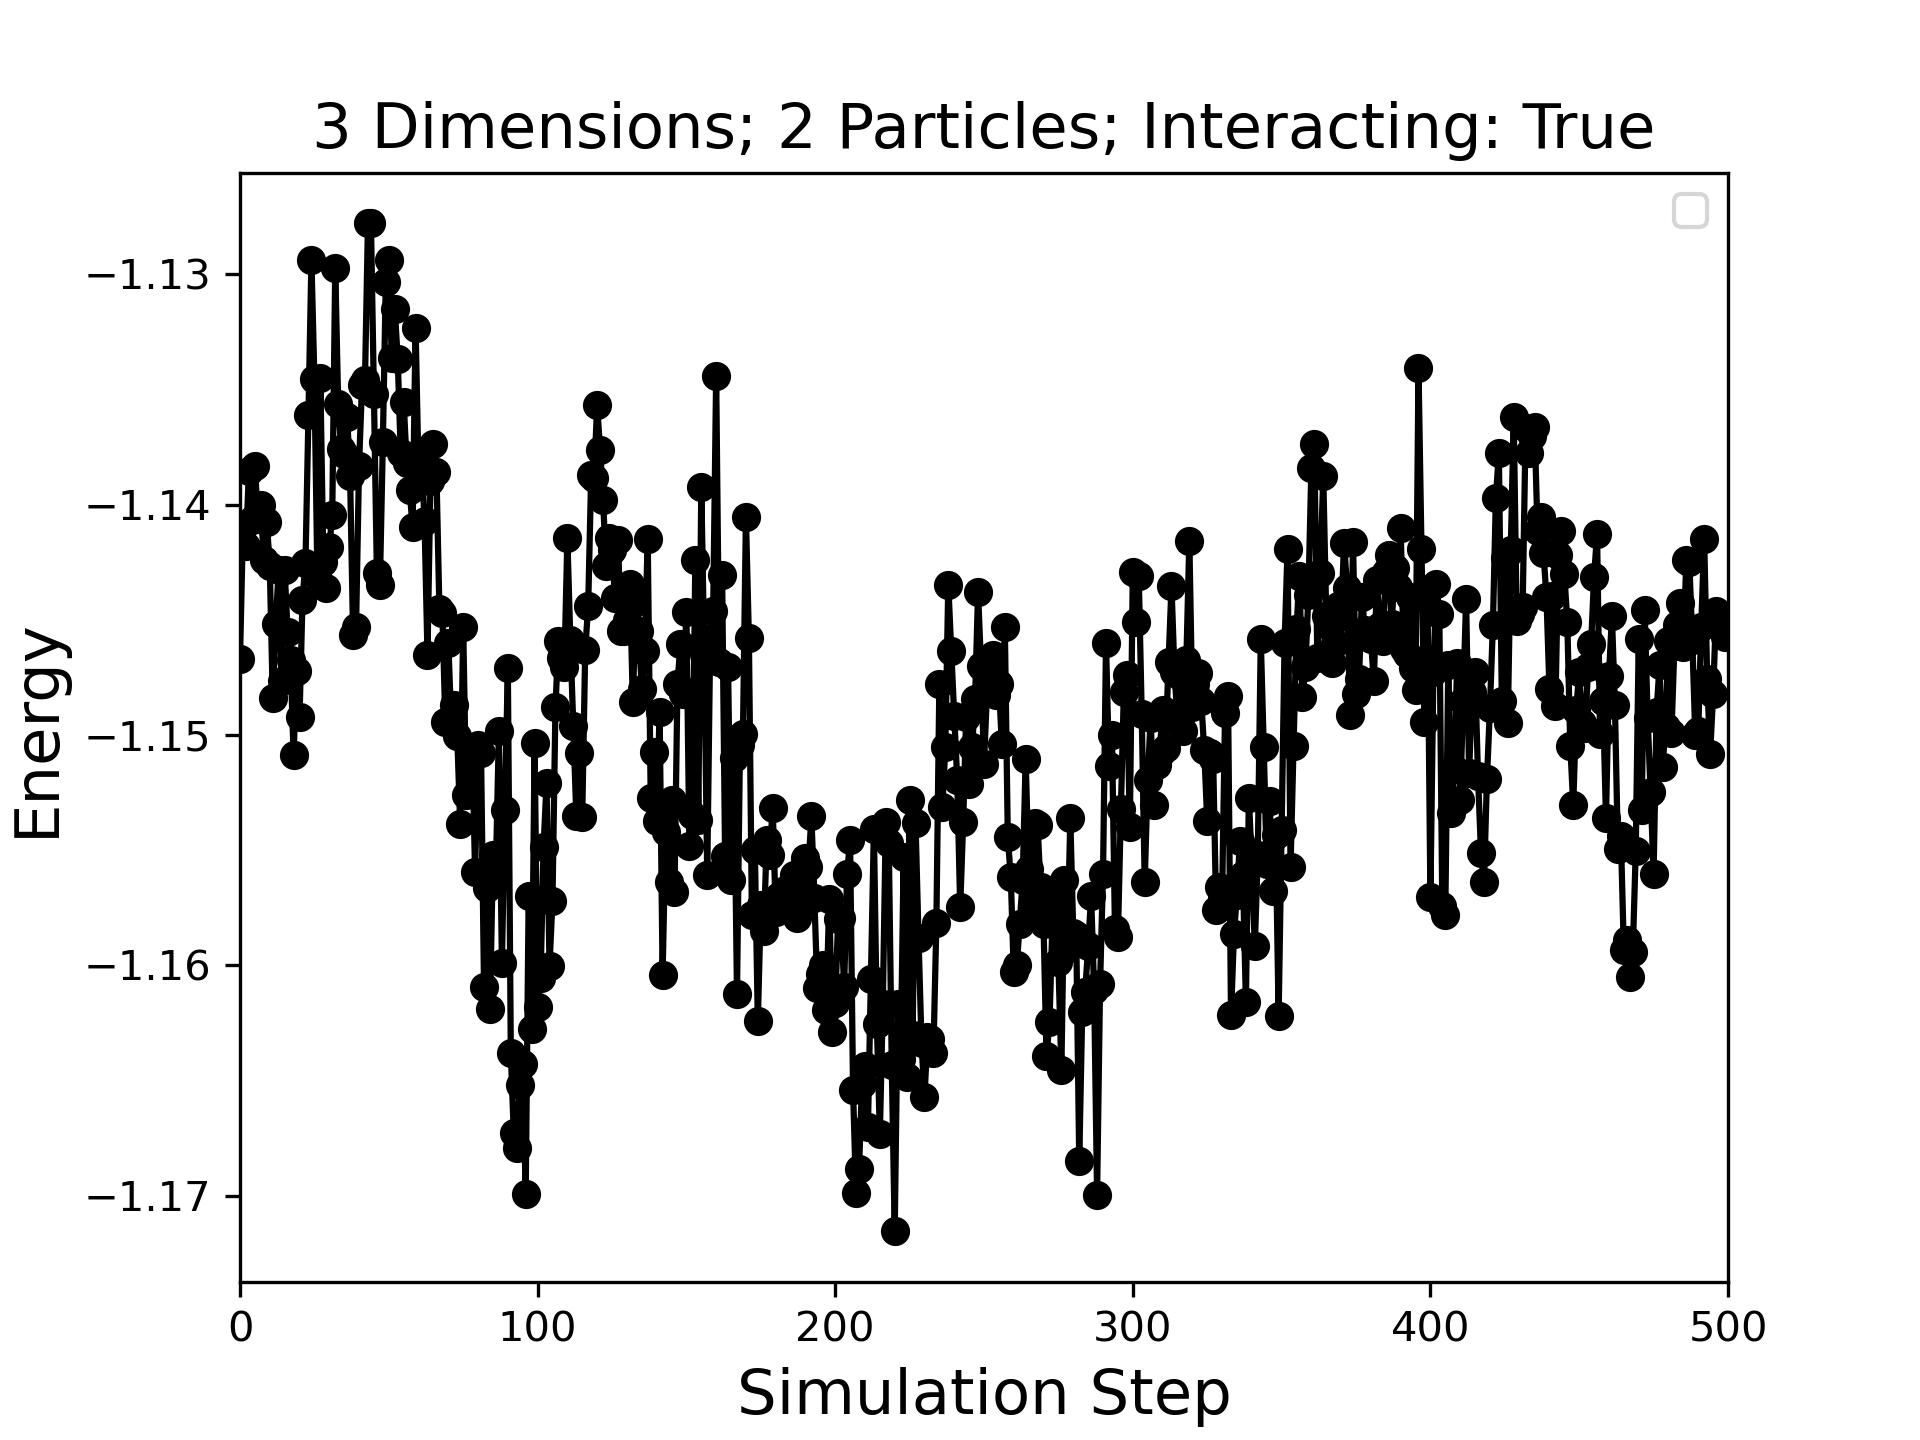 3 Dimensions; 2 Particles; Interacting: True
Energy
−1.13
−1.14
−1.15
−1.16
−1.17
0 100 200 300 400 500
Simulation Step